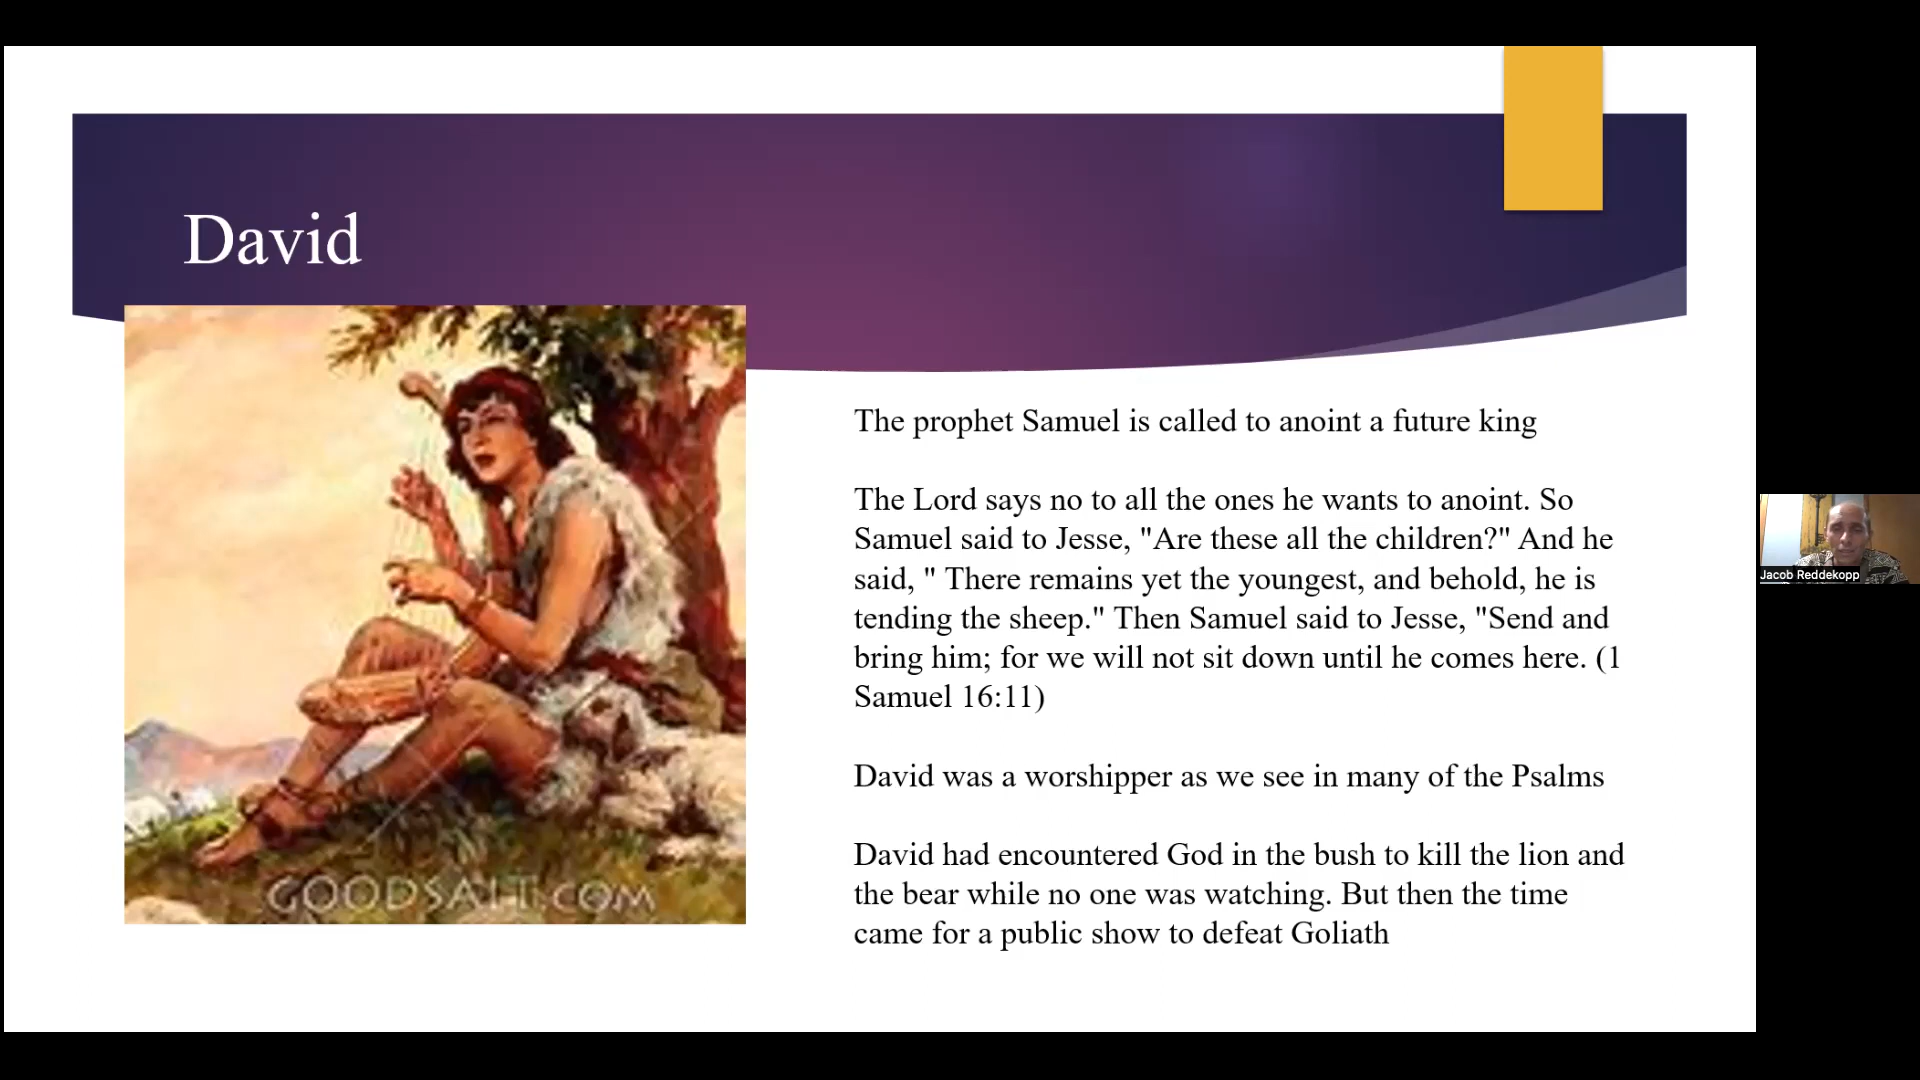 David
The prophet Samuel is called to anoint a future king
The Lord says no to all the ones he wants to anoint. So
Samuel said to Jesse, "Are these all the children?" And he
said, " There remains yet the youngest, and behold, he is
tending the sheep." Then Samuel said to Jesse, "Send and
bring him; for we will not sit down until he comes here. (1
Samuel 16:11)
David was a worshipper as we see in many of the Psalms
David had encountered God in the bush to kill the lion and
the bear while no one was watching. But then the time
came for a public show to defeat Goliath
GOODSALT.COM
Jacob Reddekopp